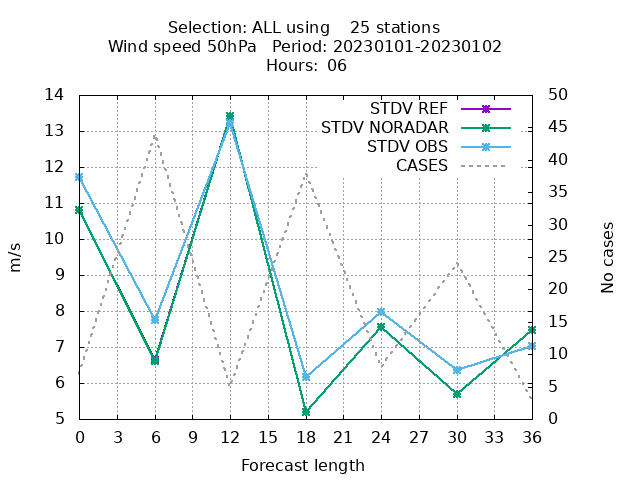 Selection: ALL using    25 stations
Wind speed 50hPa   Period: 20230101-20230102
Hours: 06
STDV REF
STDV NORADAR
STDV OBS
CASES
m/s
14
13
12
11
10
9
8
7
6
5
50
45
40
35
30
25
20
15
10
5
0
No cases
0 3 6 9 12 15 18 21 24 27 30 33 36
Forecast length